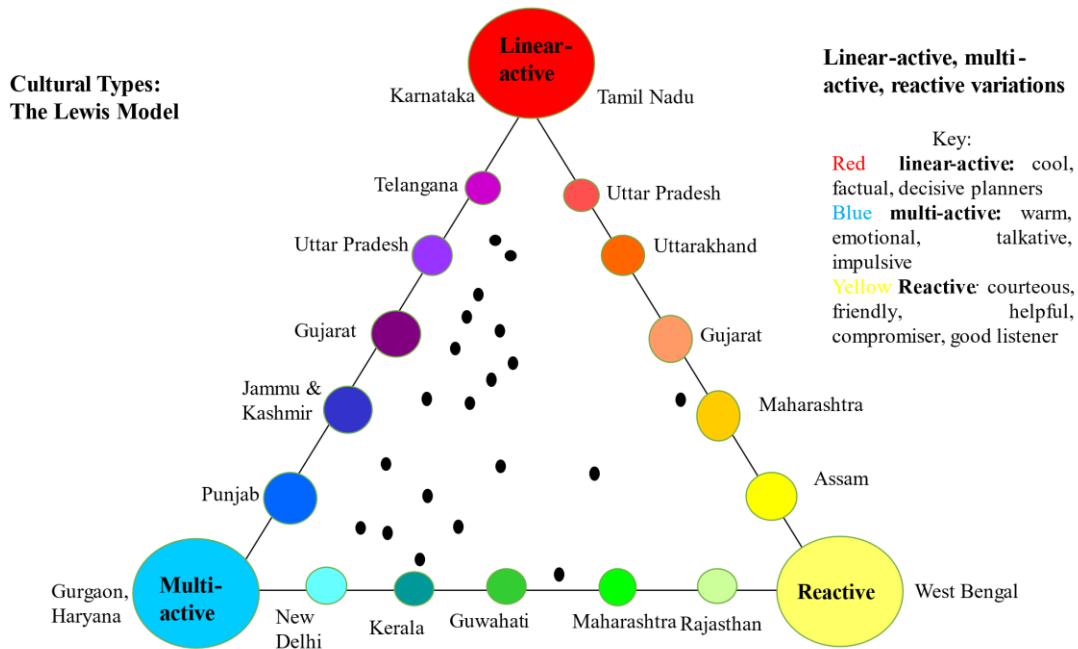 Cultural Types:
The Lewis Model
Linear-
active
Linear-active, multi-
active, reactive variations
Karnataka
Tamil Nadu
Key:
Red linear-active: cool,
factual, decisive planners
Blue multi-active: warm,
emotional, talkative,
impulsive
Yellow Reactive: courteous,
friendly, helpful,
compromiser, good listener
Telangana
Uttar Pradesh
Uttar Pradesh
Uttarakhand
Gujarat
Gujarat
Jammu &
Kashmir
Maharashtra
Punjab
Assam
Gurgaon,
Haryana
Multi-
active
New
Delhi
Kerala
Guwahati
Maharashtra
Rajasthan
Reactive
West Bengal